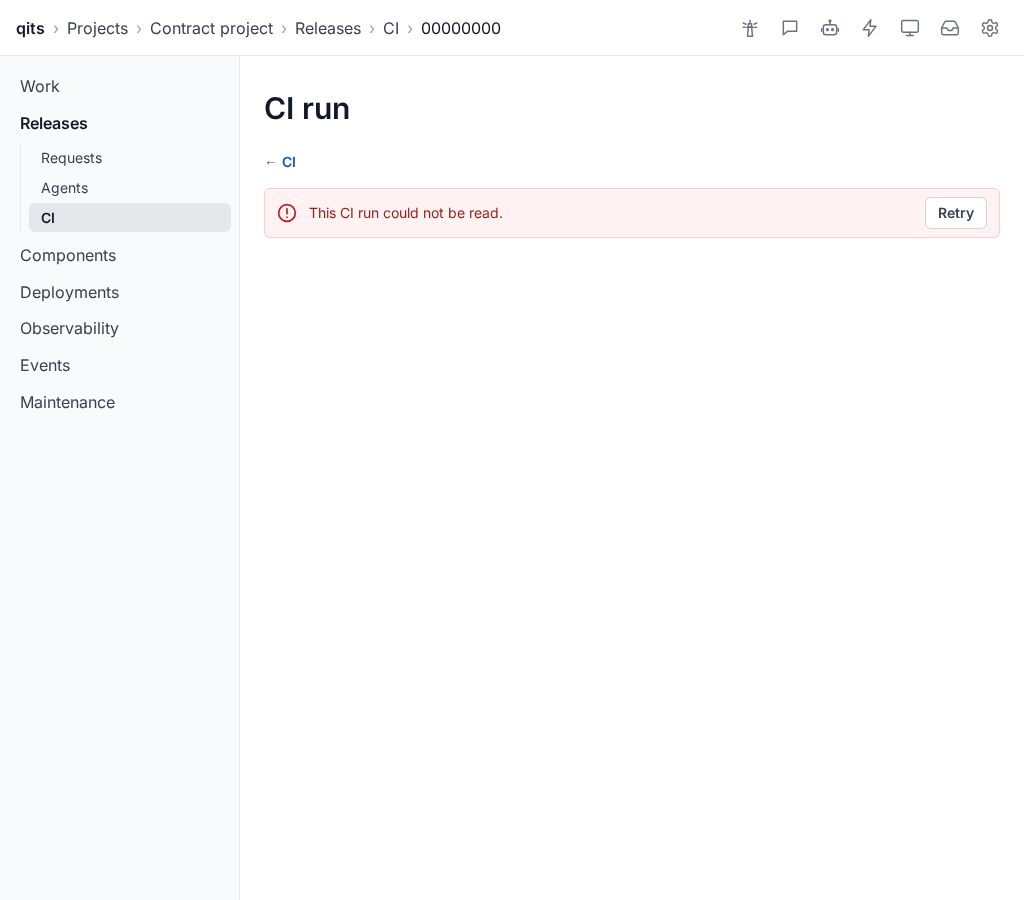 qits › Projects › Contract project › Releases › CI › 00000000
Work
Releases
Requests
Agents
CI
Components
Deployments
Observability
Events
Maintenance
CI run
← CI
This CI run could not be read.
Retry